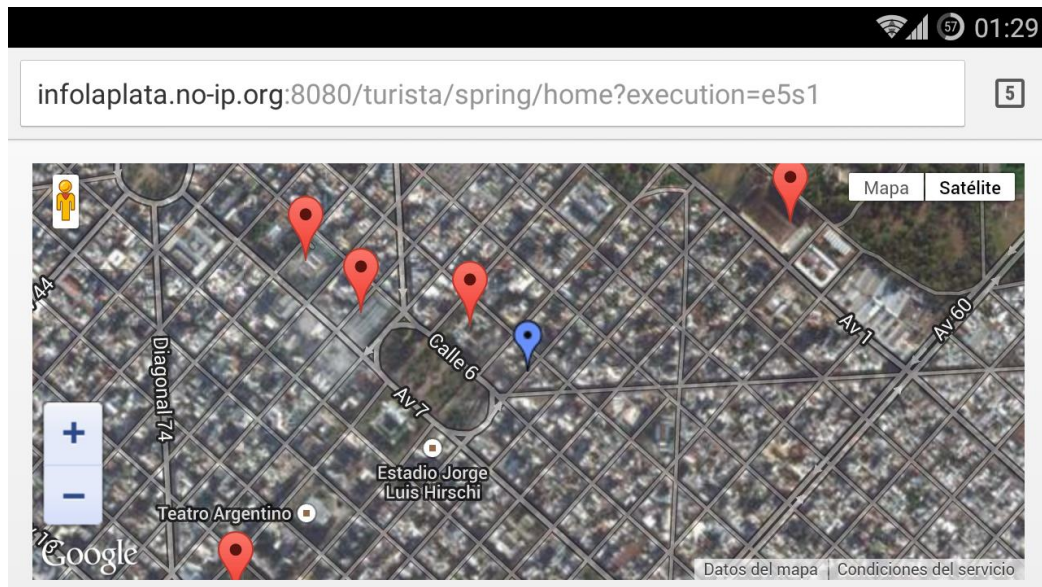 57 01:29
infolaplata.no-ip.org:8080/turista/spring/home?execution=e5s1
5
Mapa Satélite
44
Av 60
Av 1
Calle 6
Diagonal 74
Av 7
+
Estadio Jorge
Luis Hirschi
−
Teatro Argentino
13
Google
Datos del mapa Condiciones del servicio